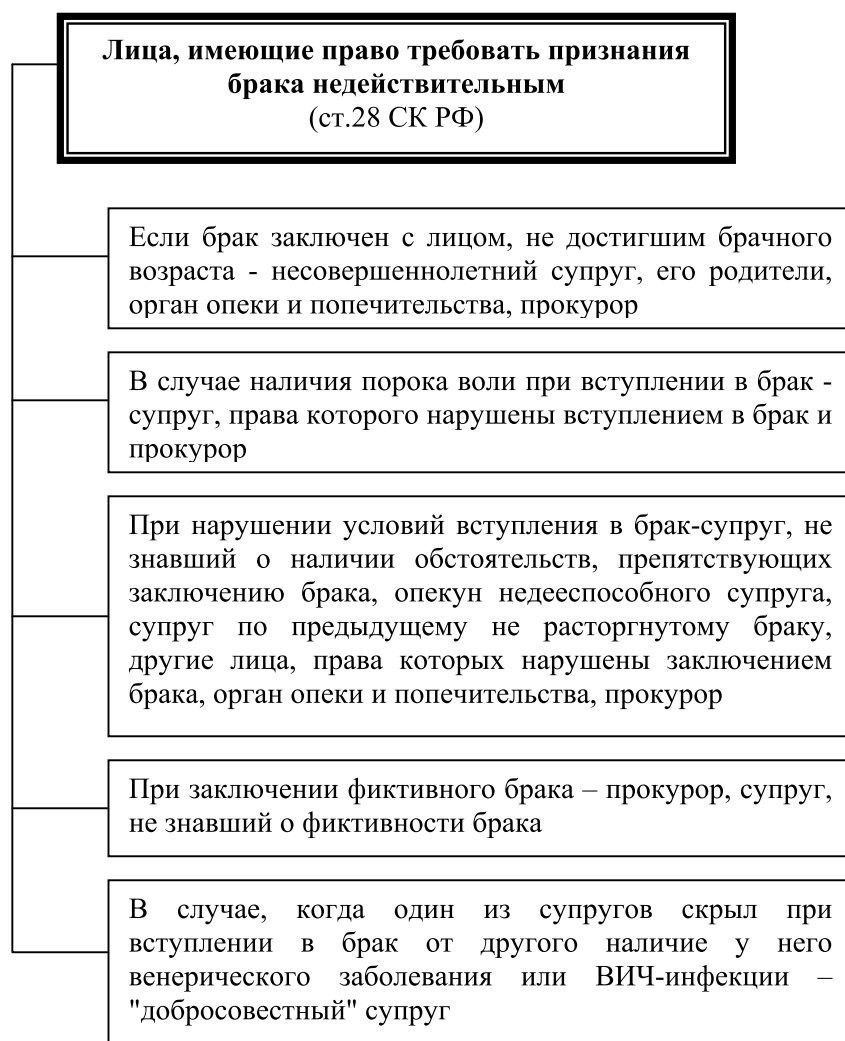 Лица, имеющие право требовать признания
брака недействительным
(ст.28 СК РФ)
Если брак заключен с лицом, не достигшим брачного
возраста - несовершеннолетний супруг, его родители,
орган опеки и попечительства, прокурор
В случае наличия порока воли при вступлении в брак -
супруг, права которого нарушены вступлением в брак и
прокурор
При нарушении условий вступления в брак-супруг, не
знавший о наличии обстоятельств, препятствующих
заключению брака, опекун недееспособного супруга,
супруг по предыдущему не расторгнутому браку,
другие лица, права которых нарушены заключением
брака, орган опеки и попечительства, прокурор
При заключении фиктивного брака – прокурор, супруг,
не знавший о фиктивности брака
В случае, когда один из супругов скрыл при
вступлении в брак от другого наличие у него
венерического заболевания или ВИЧ-инфекции –
"добросовестный" супруг